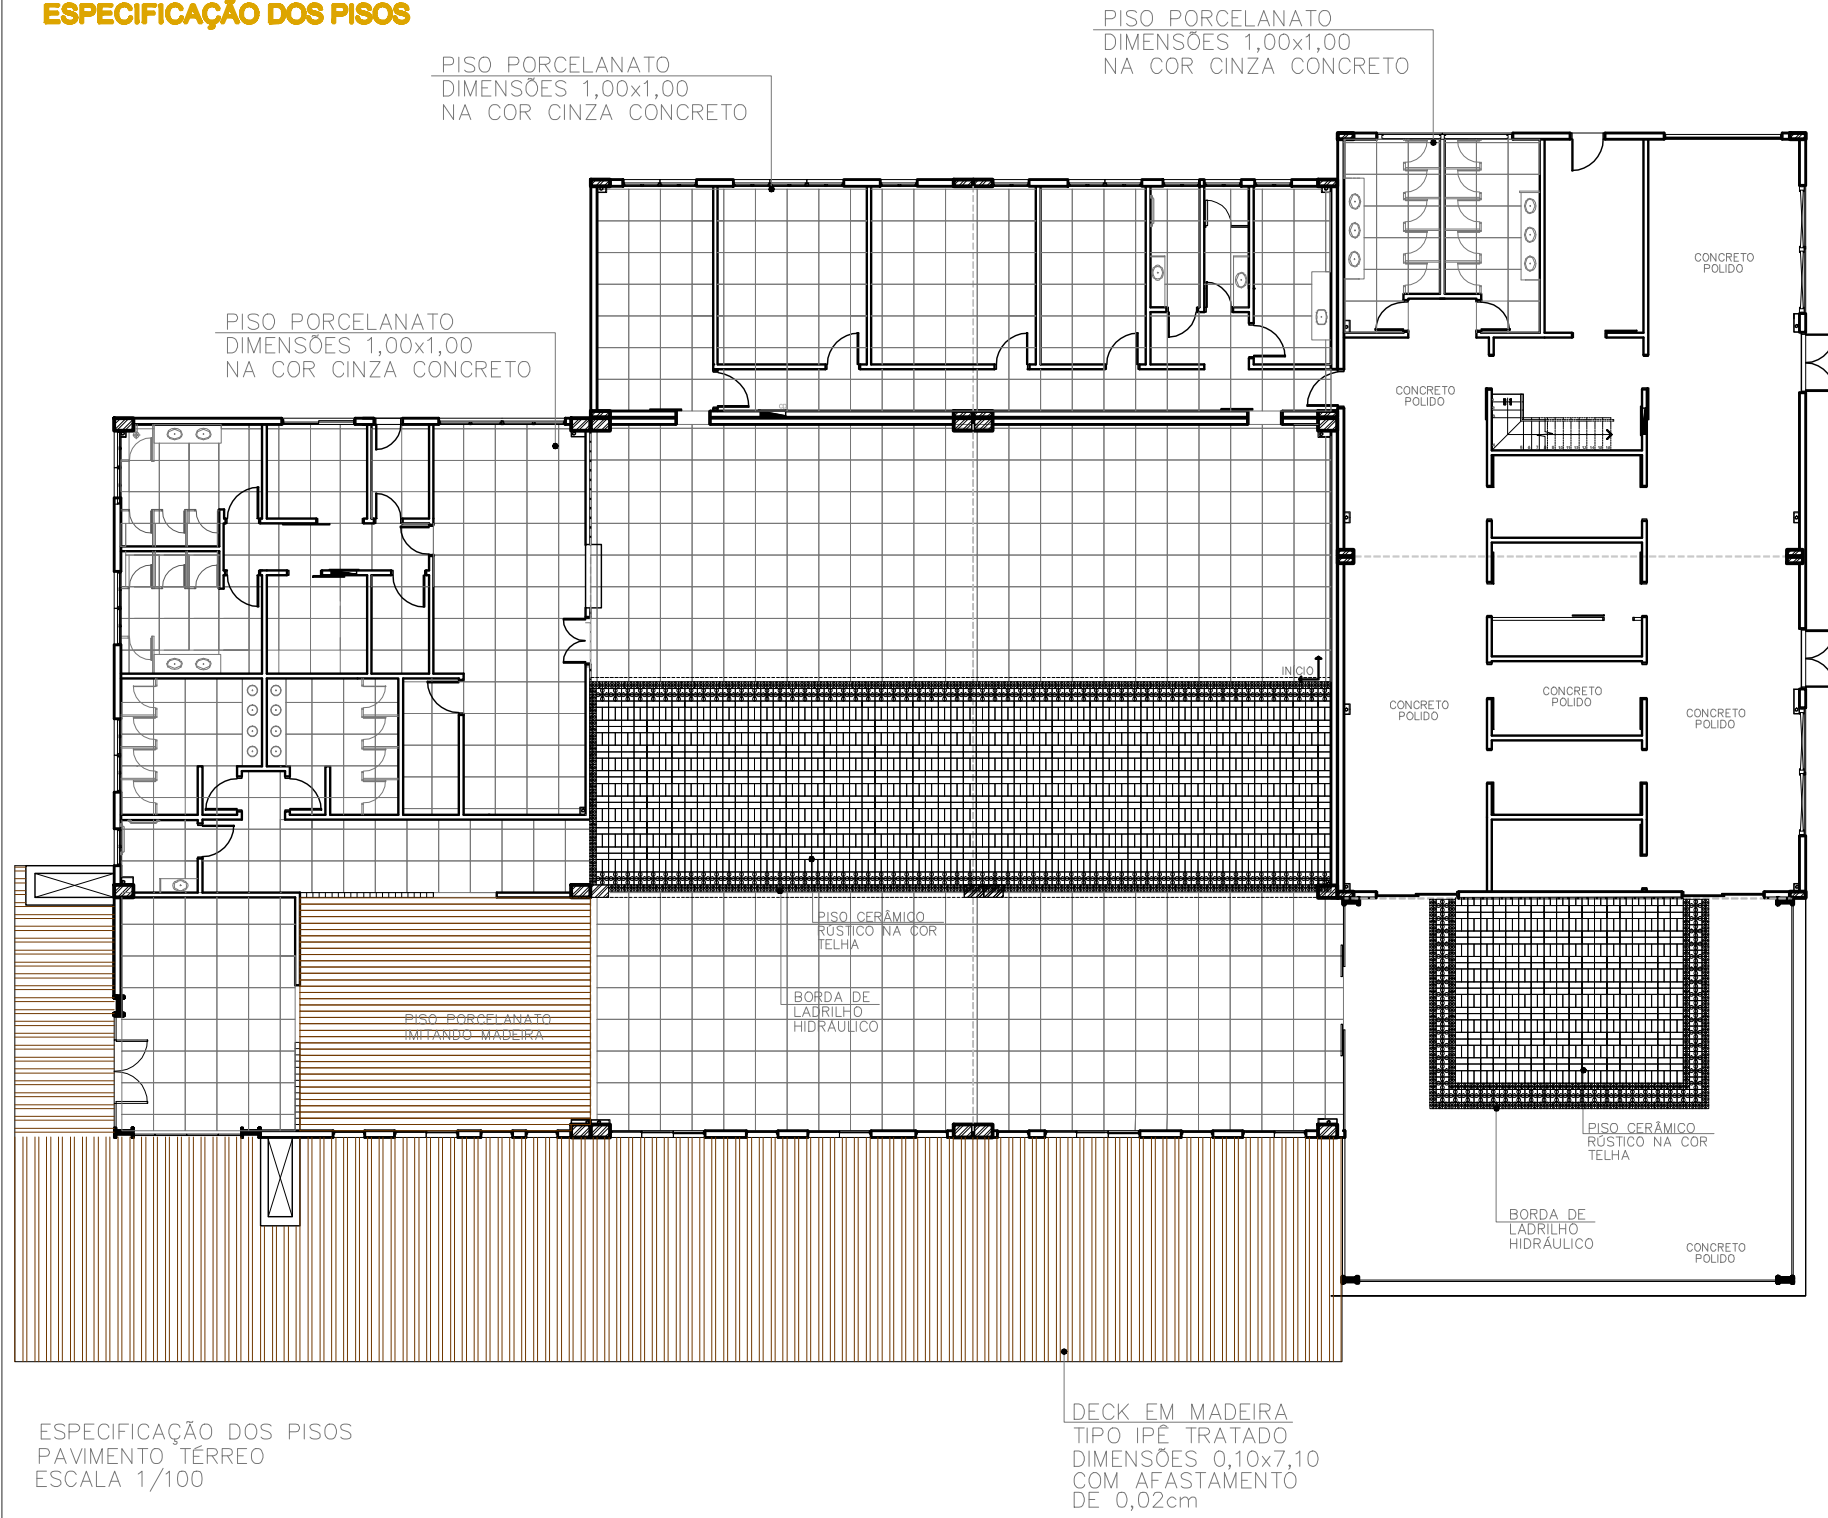 ESPECIFICAÇÃO DOS PISOS
PISO PORCELANATO
DIMENSÕES 1,00x1,00
NA COR CINZA CONCRETO
PISO PORCELANATO
DIMENSÕES 1,00x1,00
NA COR CINZA CONCRETO
PISO PORCELANATO
DIMENSÕES 1,00x1,00
NA COR CINZA CONCRETO
CONCRETO
POLIDO
CONCRETO
POLIDO
INÍCIO
CONCRETO
POLIDO
CONCRETO
POLIDO
CONCRETO
POLIDO
PISO CERÂMICO
RÚSTICO NA COR
TELHA
BORDA DE
LADRILHO
HIDRÁULICO
PISO PORCELANATO
IMITANDO MADEIRA
PISO CERÂMICO
RÚSTICO NA COR
TELHA
BORDA DE
LADRILHO
HIDRÁULICO
CONCRETO
POLIDO
DECK EM MADEIRA
TIPO IPÊ TRATADO
DIMENSÕES 0,10x7,10
COM AFASTAMENTO
DE 0,02cm
ESPECIFICAÇÃO DOS PISOS
PAVIMENTO TÉRREO
ESCALA 1/100